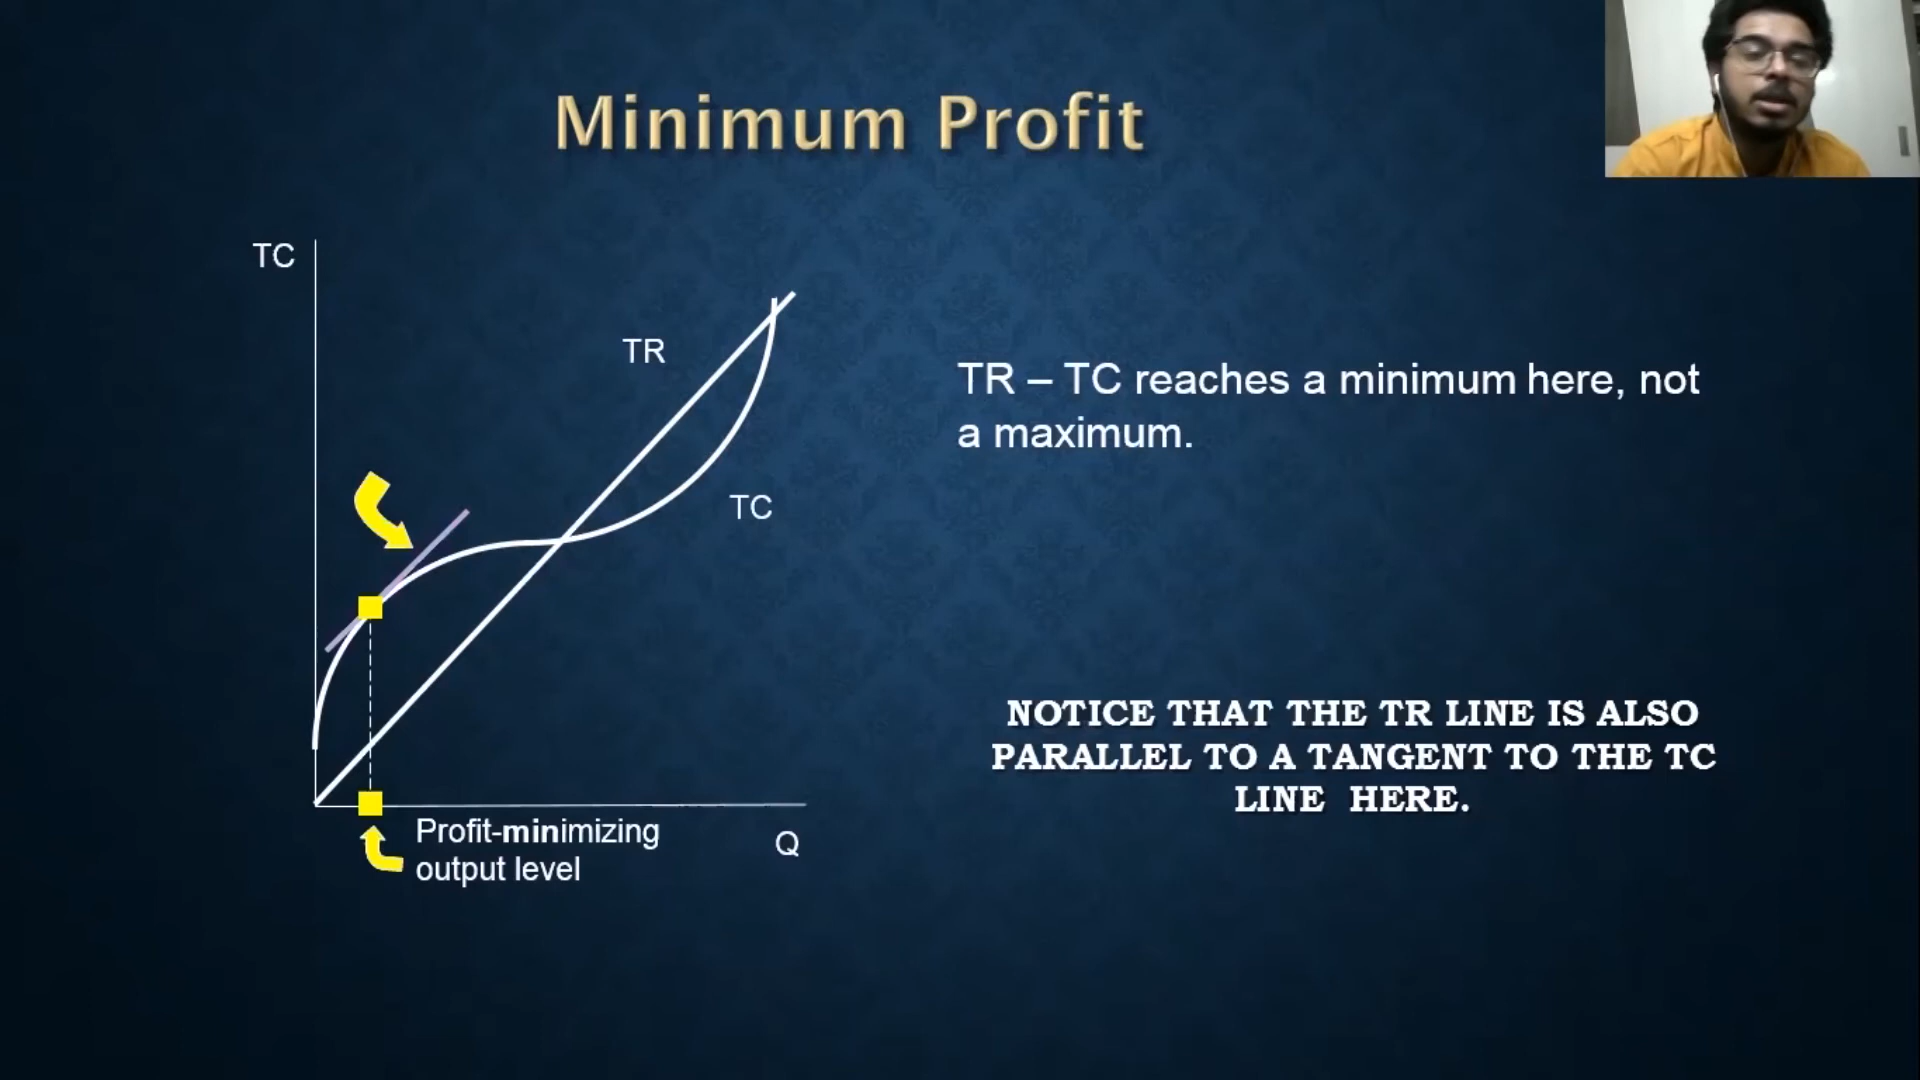 Minimum Profit
TC
TR
TC
TR – TC reaches a minimum here, not
a maximum.
NOTICE THAT THE TR LINE IS ALSO
PARALLEL TO A TANGENT TO THE TC
LINE HERE.
Profit-minimizing
output level
Q